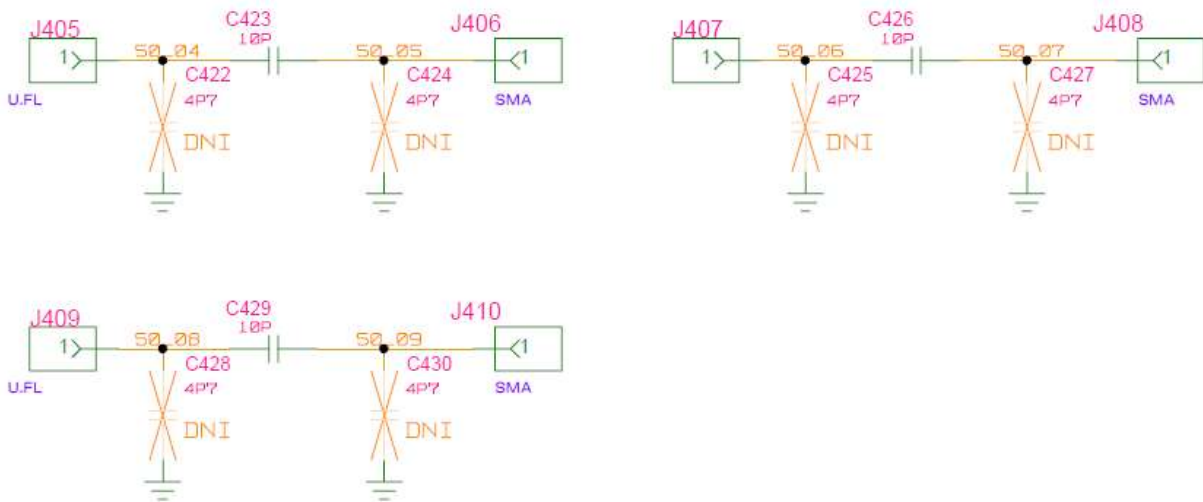 J405
1
U.FL
50_04
C423
10P
C422
4P7
DNI
50_05
C424
4P7
DNI
J406
1
SMA
J407
1
50_06
C426
10P
C425
4P7
DNI
50_07
C427
4P7
DNI
J408
1
SMA
J409
1
U.FL
50_08
C429
10P
C428
4P7
DNI
50_09
C430
4P7
DNI
J410
1
SMA